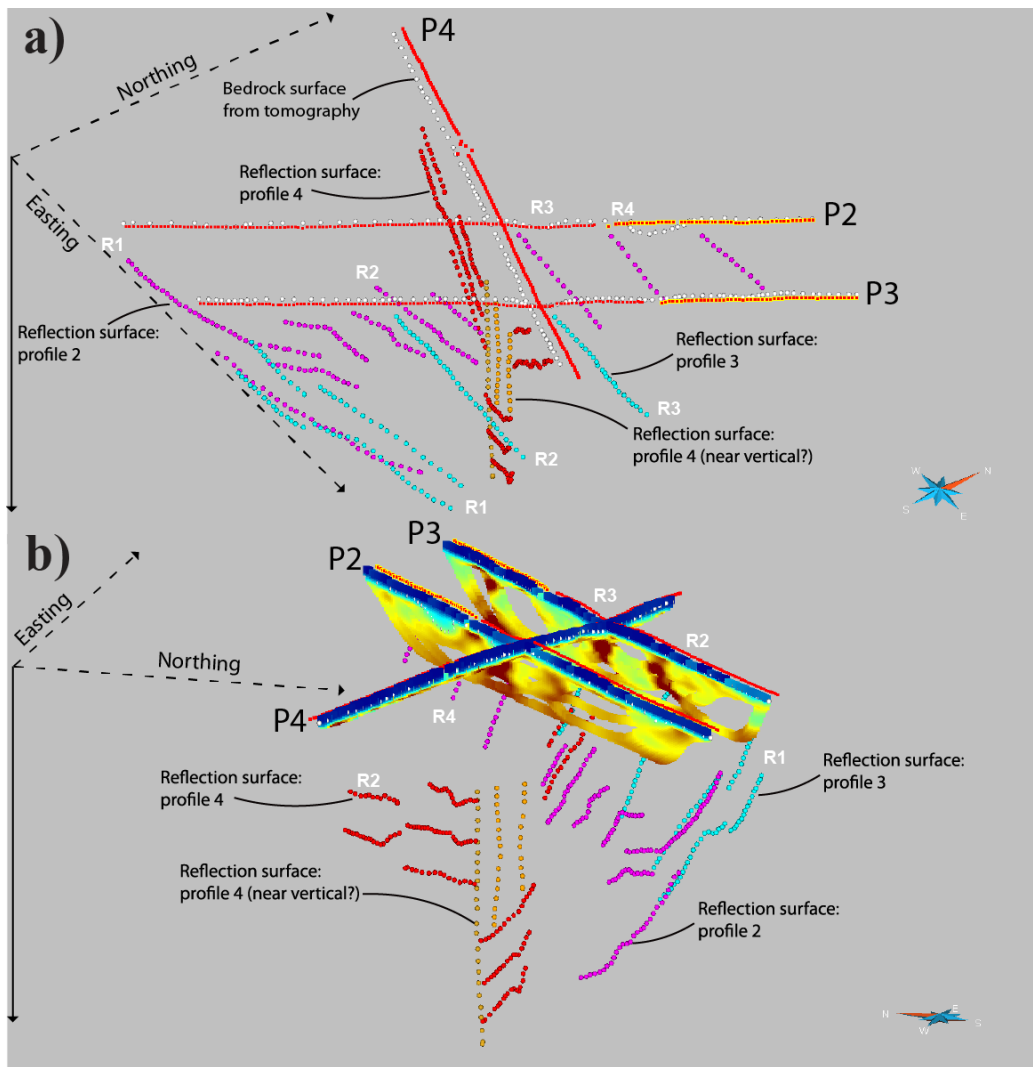 a)
P4
Northing
Bedrock surface
from tomography
Reflection surface:
profile 4
Easting
R3
R4
P2
R1
R2
P3
Reflection surface:
profile 2
Reflection surface:
profile 3
R3
Reflection surface:
profile 4 (near vertical?)
R2
R1
W
N
S
E
b)
P3
P2
Easting
R3
Northing
R2
P4
R4
R1
Reflection surface:
profile 3
R2
Reflection surface:
profile 4
Reflection surface:
profile 4 (near vertical?)
Reflection surface:
profile 2
N
E
W
S